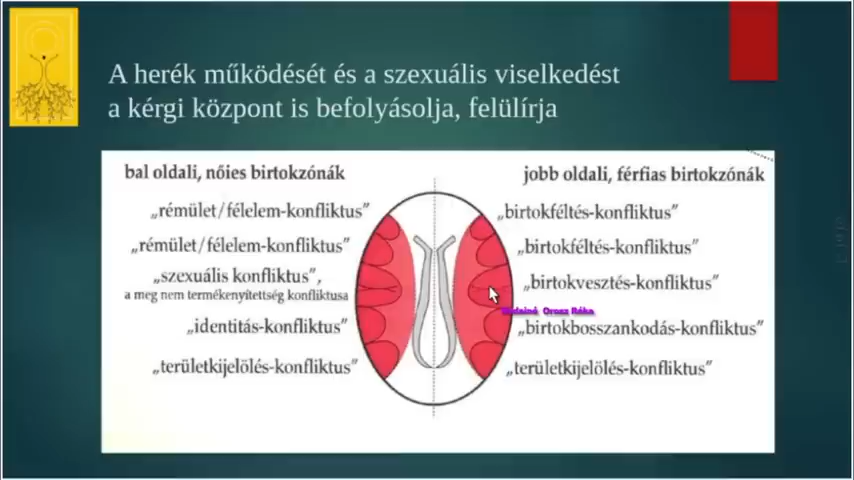 A herék működését és a szexuális viselkedést
a kérgi központ is befolyásolja, felülírja
bal oldali, nőies birtokzónák
„rémület/félelem-konfliktus”
„rémület/félelem-konfliktus”
„szexuális konfliktus”,
a meg nem termékenyítettség konfliktusa
„identitás-konfliktus”
„területkijelölés-konfliktus”
jobb oldali, férfias birtokzónák
„birtokféltés-konfliktus”
„birtokféltés-konfliktus”
„birtokvesztés-konfliktus”
Orosz Réka
„birtokbosszankodás-konfliktus”
„területkijelölés-konfliktus”